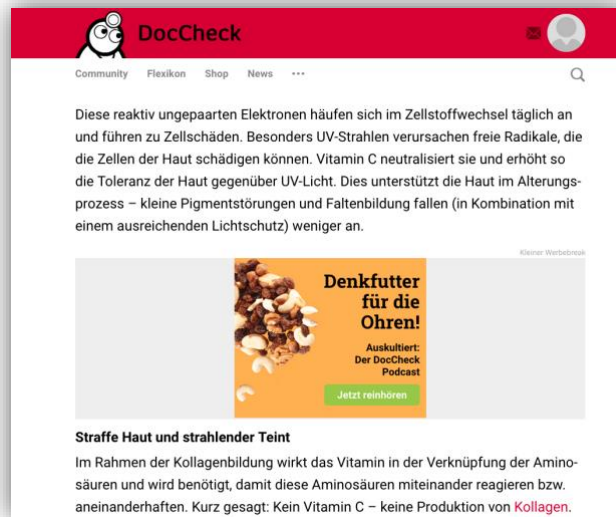 DocCheck
Community Flexikon Shop News ...
Diese reaktiv ungepaarten Elektronen häufen sich im Zellstoffwechsel täglich an
und führen zu Zellschäden. Besonders UV-Strahlen verursachen freie Radikale, die
die Zellen der Haut schädigen können. Vitamin C neutralisiert sie und erhöht so
die Toleranz der Haut gegenüber UV-Licht. Dies unterstützt die Haut im Alterungs-
prozess – kleine Pigmentstörungen und Faltenbildung fallen (in Kombination mit
einem ausreichenden Lichtschutz) weniger an.
Kleiner Werbebreak
Denkfutter
für die
Ohren!
Auskultiert:
Der DocCheck
Podcast
Jetzt reinhören
Straffe Haut und strahlender Teint
Im Rahmen der Kollagenbildung wirkt das Vitamin in der Verknüpfung der Amino-
säuren und wird benötigt, damit diese Aminosäuren miteinander reagieren bzw.
aneinanderhaften. Kurz gesagt: Kein Vitamin C – keine Produktion von Kollagen.